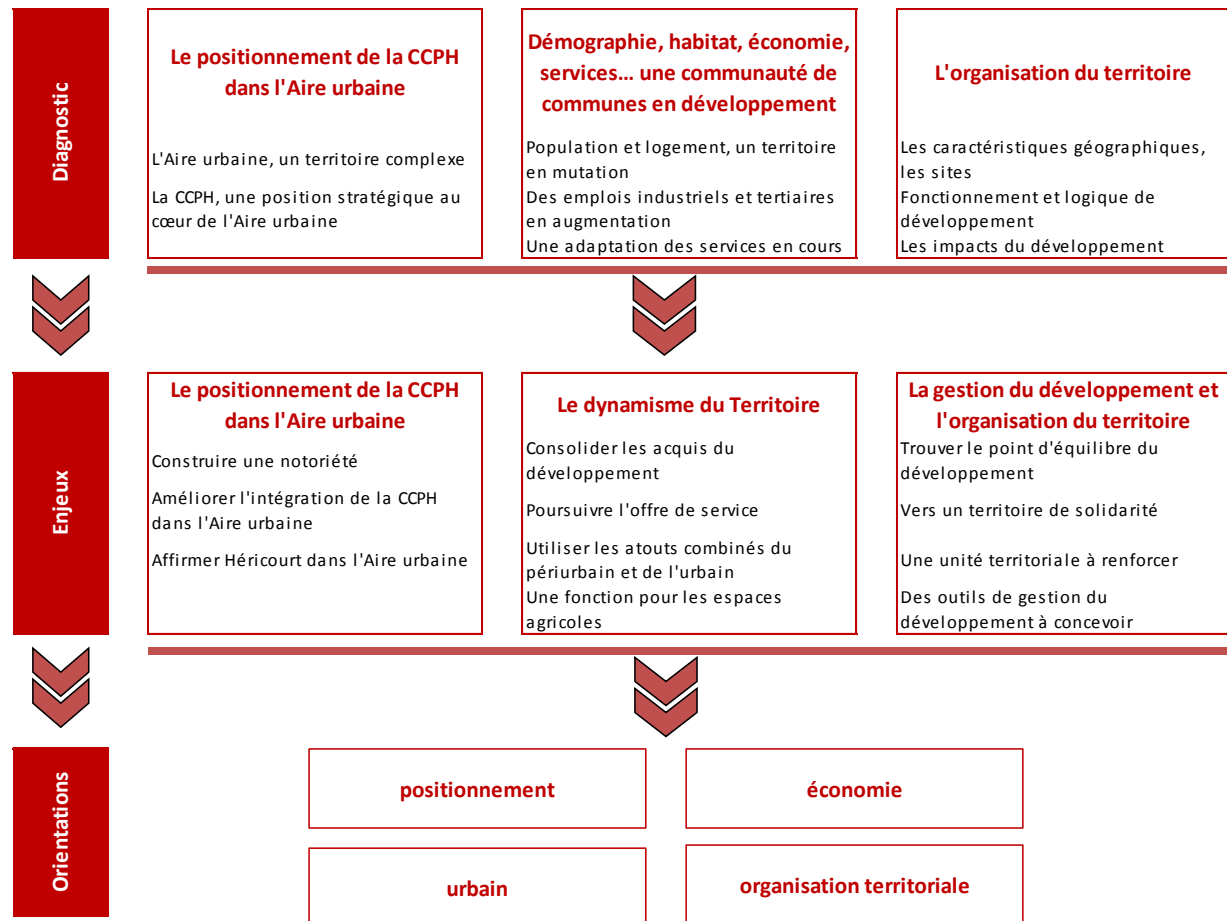 Diagnostic
Le positionnement de la CCPH
dans l'Aire urbaine
L'Aire urbaine, un territoire complexe
La CCPH, une position stratégique au
cœur de l'Aire urbaine
Démographie, habitat, économie,
services... une communauté de
communes en développement
Population et logement, un territoire
en mutation
Des emplois industriels et tertiaires
en augmentation
Une adaptation des services en cours
L'organisation du territoire
Les caractéristiques géographiques,
les sites
Fonctionnement et logique de
développement
Les impacts du développement
Enjeux
Le positionnement de la CCPH
dans l'Aire urbaine
Construire une notoriété
Améliorer l'intégration de la CCPH
dans l'Aire urbaine
Affirmer Héricourt dans l'Aire urbaine
Le dynamisme du Territoire
Consolider les acquis du
développement
Poursuivre l'offre de service
Utiliser les atouts combinés du
périurbain et de l'urbain
Une fonction pour les espaces
agricoles
La gestion du développement et
l'organisation du territoire
Trouver le point d'équilibre du
développement
Vers un territoire de solidarité
Une unité territoriale à renforcer
Des outils de gestion du
développement à concevoir
Orientations
positionnement
économie
urbain
organisation territoriale